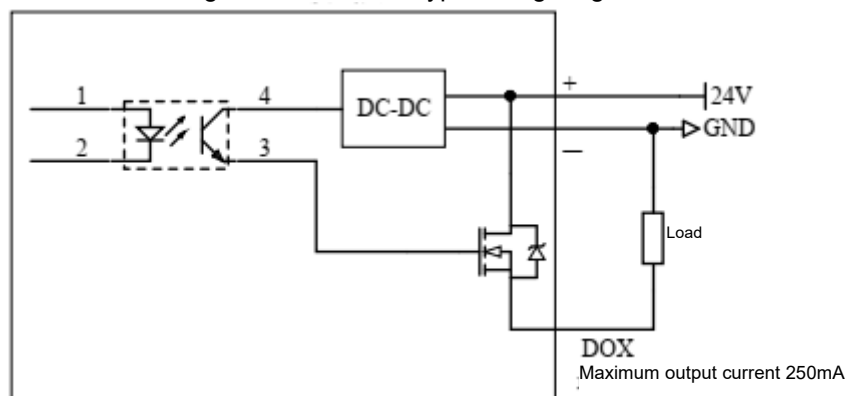 1
4
DC-DC
+
24V
GND
2
3
—
Load
DOX
Maximum output current 250mA